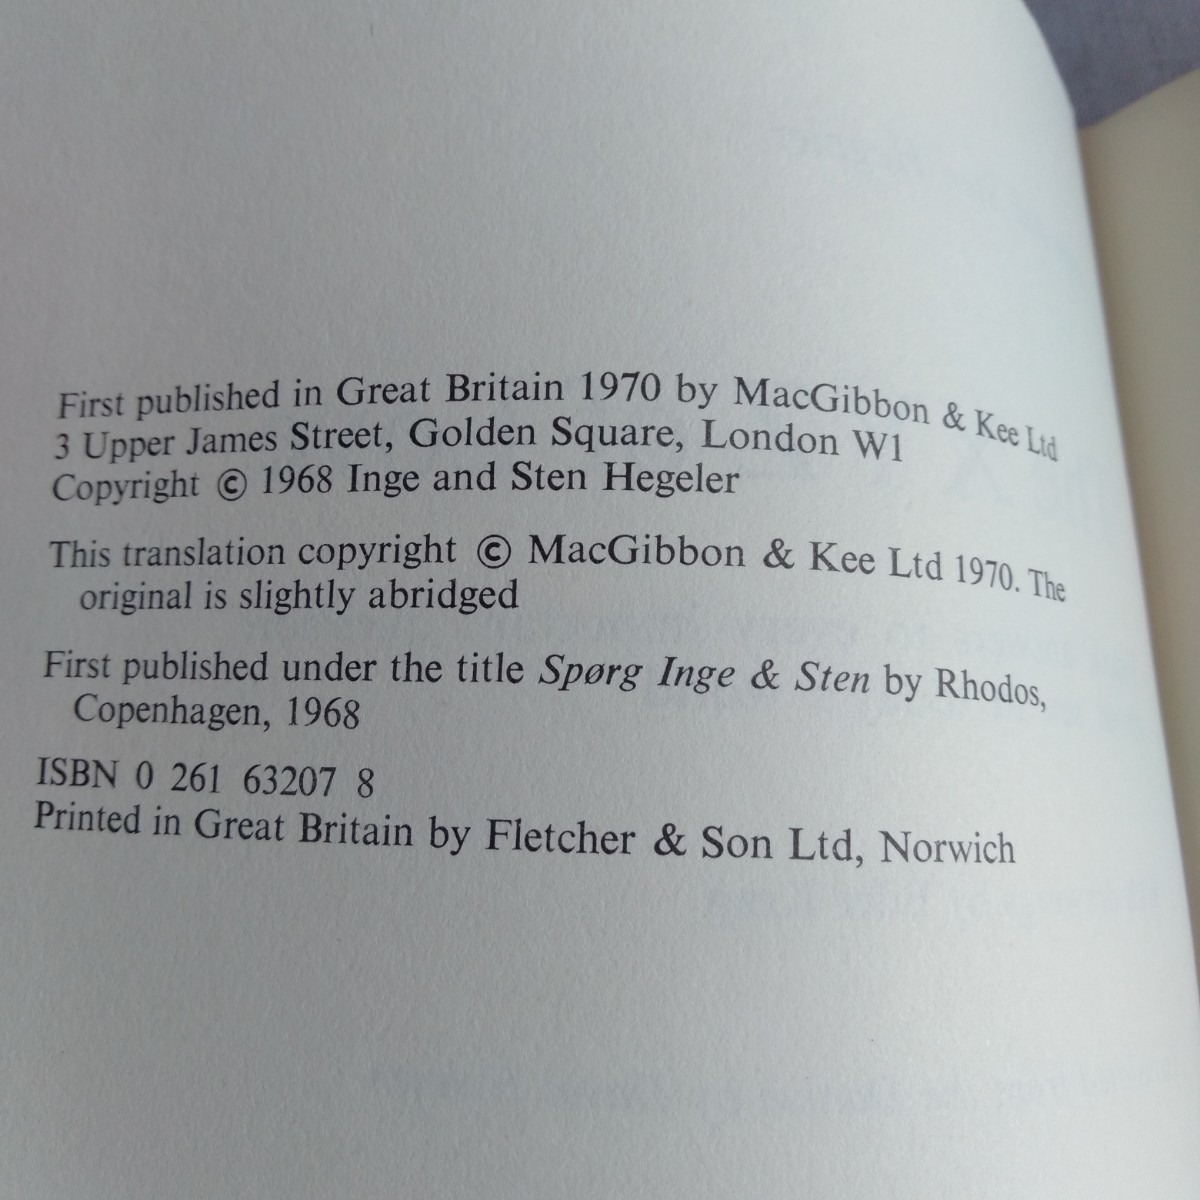 First published in Great Britain 1970 by MacGibbon & Kee Ltd
3 Upper James Street, Golden Square, London W1
Copyright © 1968 Inge and Sten Hegeler
This translation copyright © MacGibbon & Kee Ltd 1970. The
original is slightly abridged
First published under the title Spørg Inge & Sten by Rhodos,
Copenhagen, 1968
ISBN 0 261 63207 8
Printed in Great Britain by Fletcher & Son Ltd, Norwich